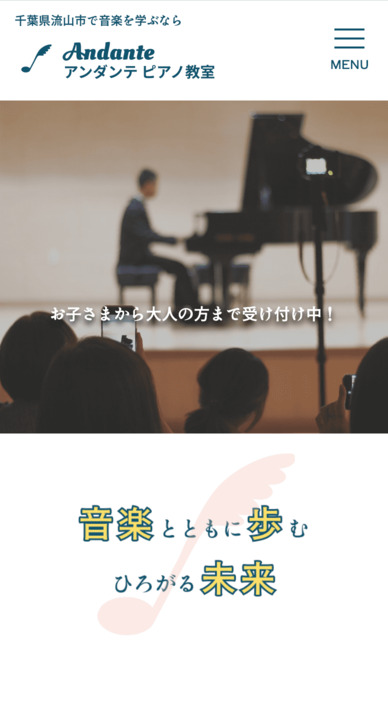 千葉県流山市で音楽を学ぶなら
Andante
アンダンテ ピアノ教室
MENU
お子さまから大人の方まで受け付け中！
音楽とともに歩む
ひろがる未来